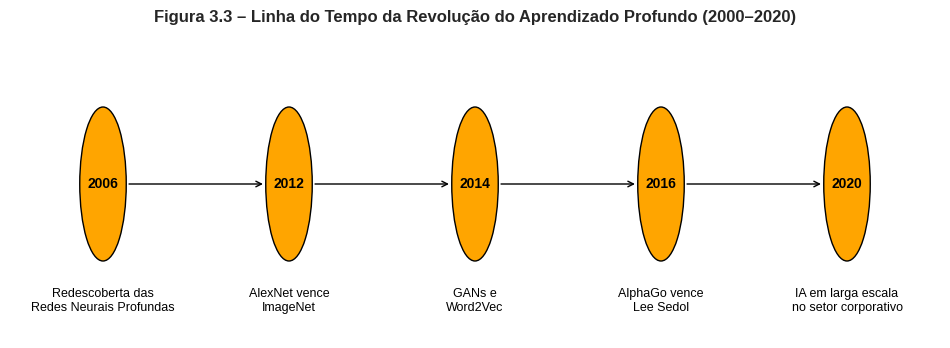 Figura 3.3 – Linha do Tempo da Revolução do Aprendizado Profundo (2000–2020)
2006
2012
2014
2016
2020
Redescoberta das
Redes Neurais Profundas
AlexNet vence
ImageNet
GANs e
Word2Vec
AlphaGo vence
Lee Sedol
IA em larga escala
no setor corporativo